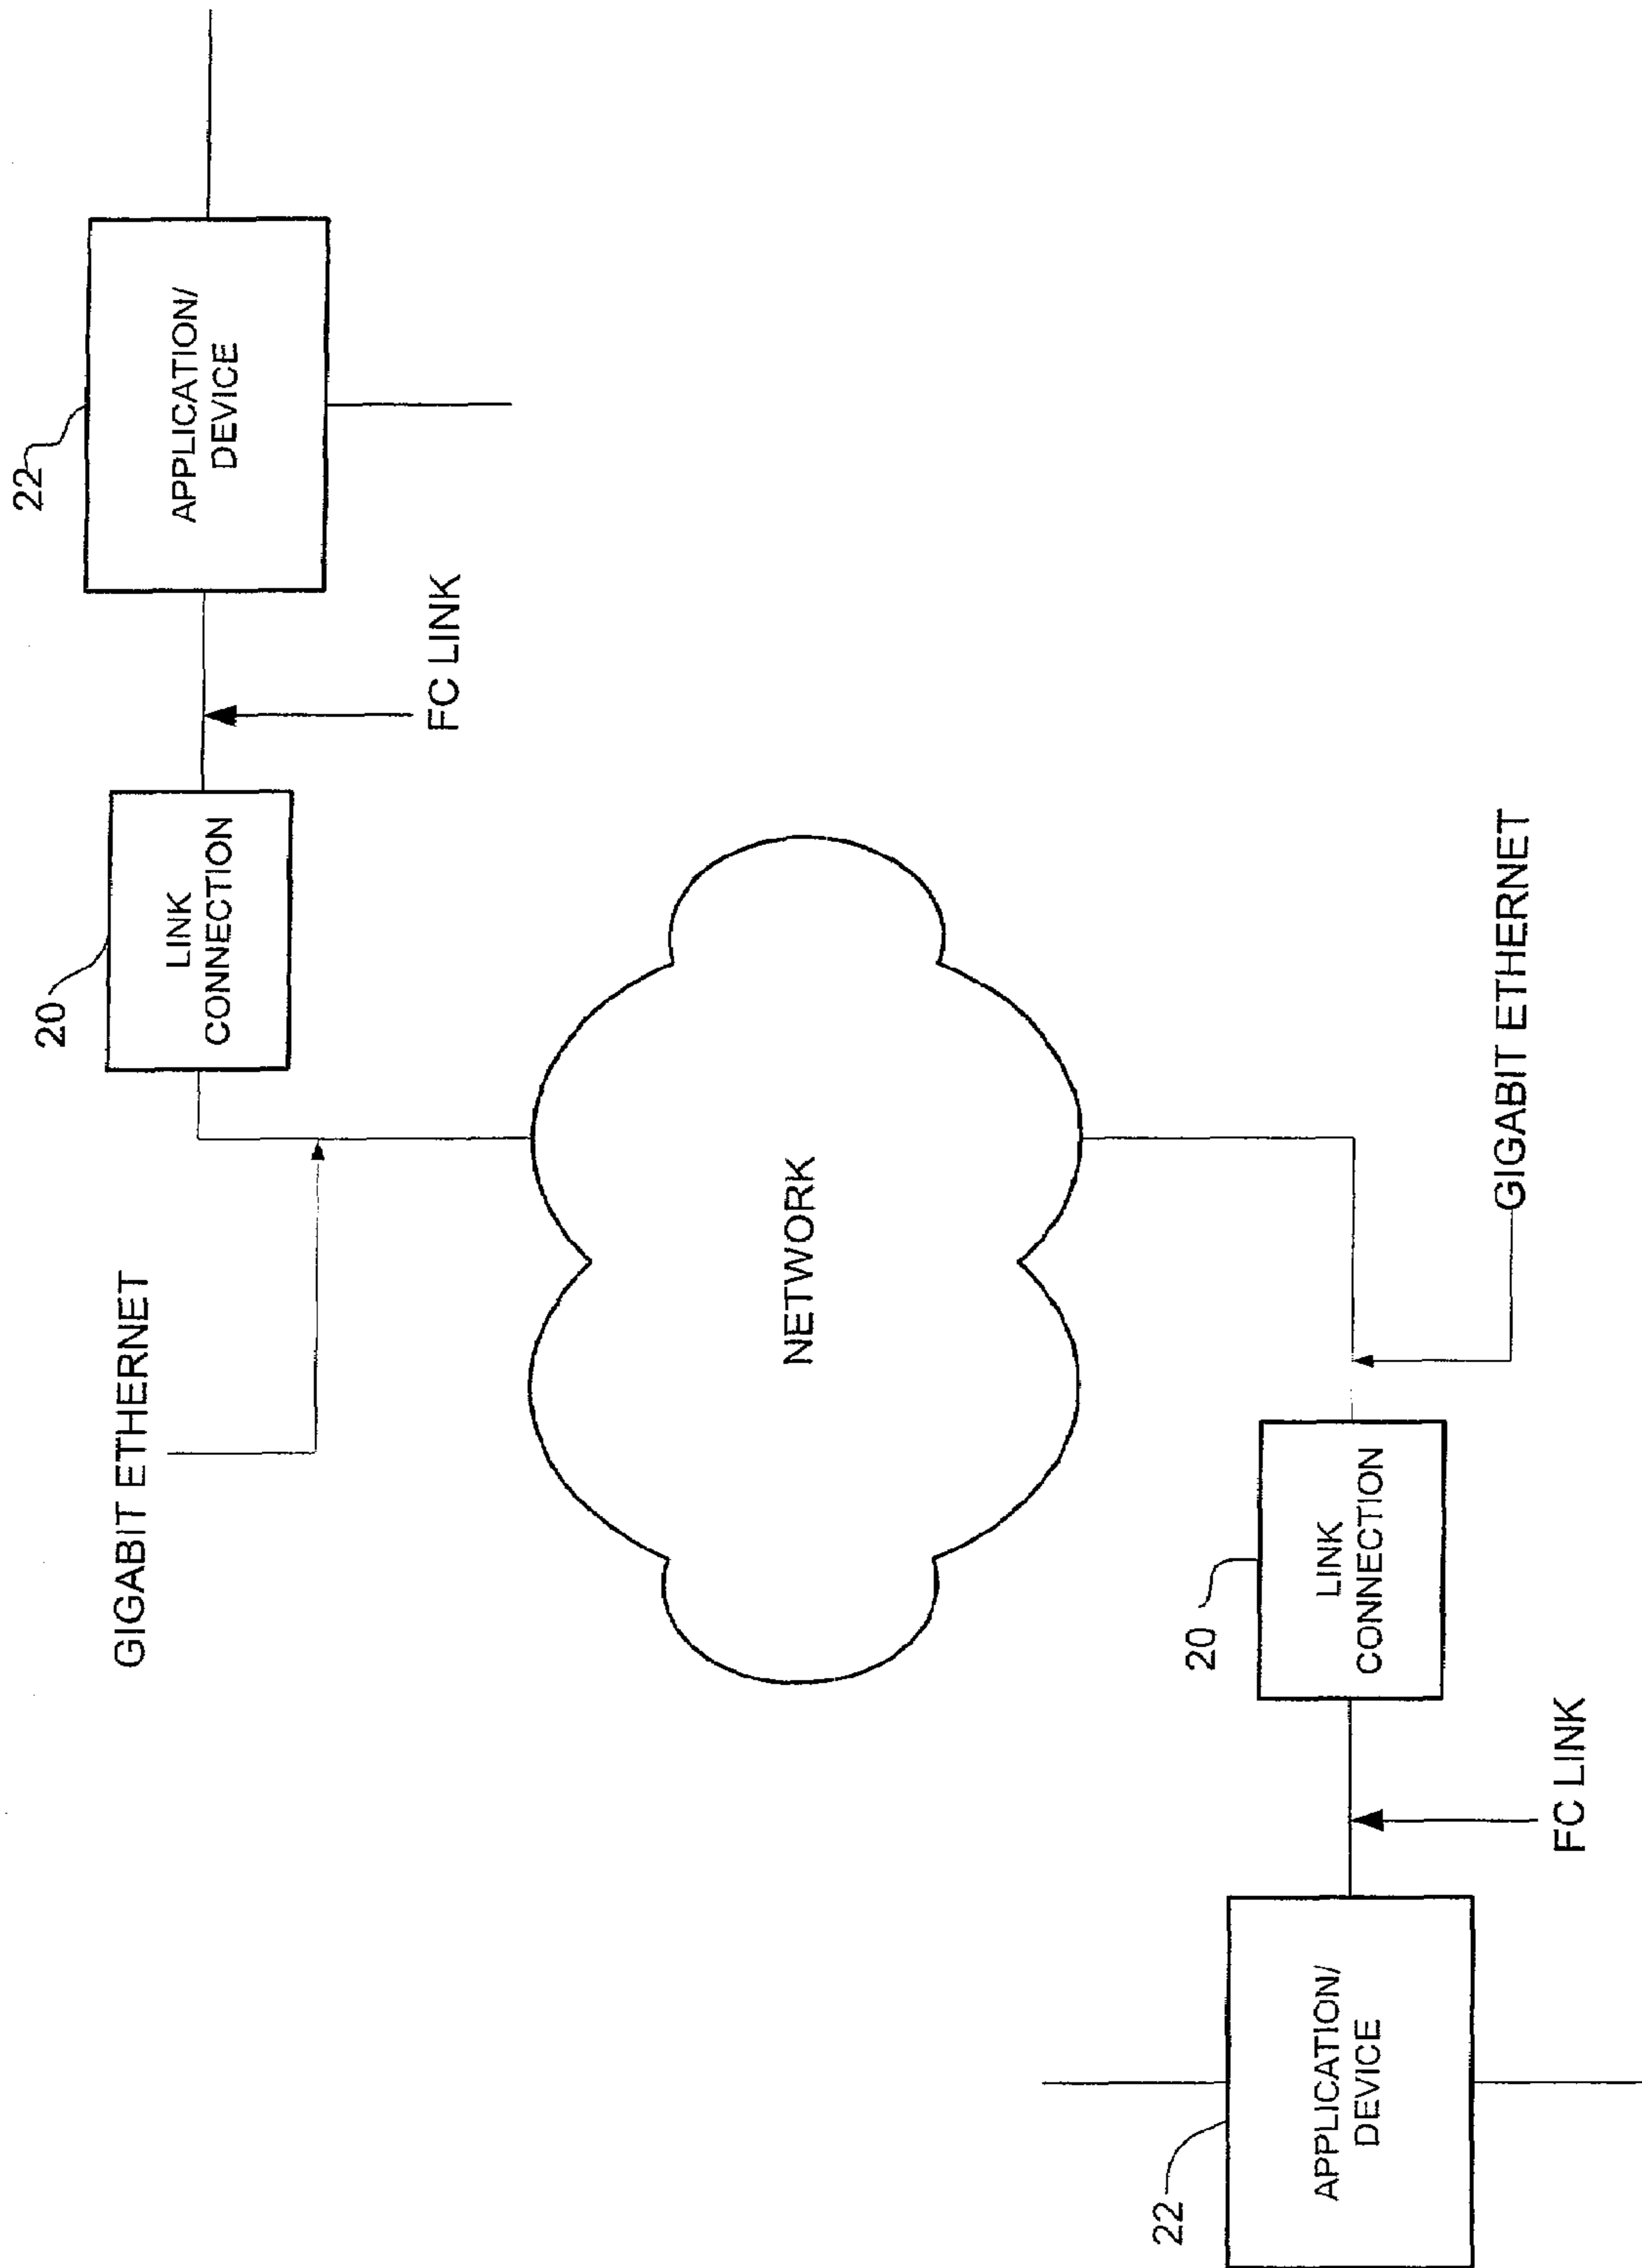 22
APPLICATION/
DEVICE
FC LINK
20
LINK
CONNECTION
GIGABIT ETHERNET
NETWORK
GIGABIT ETHERNET
20
LINK
CONNECTION
FC LINK
22
APPLICATION/
DEVICE